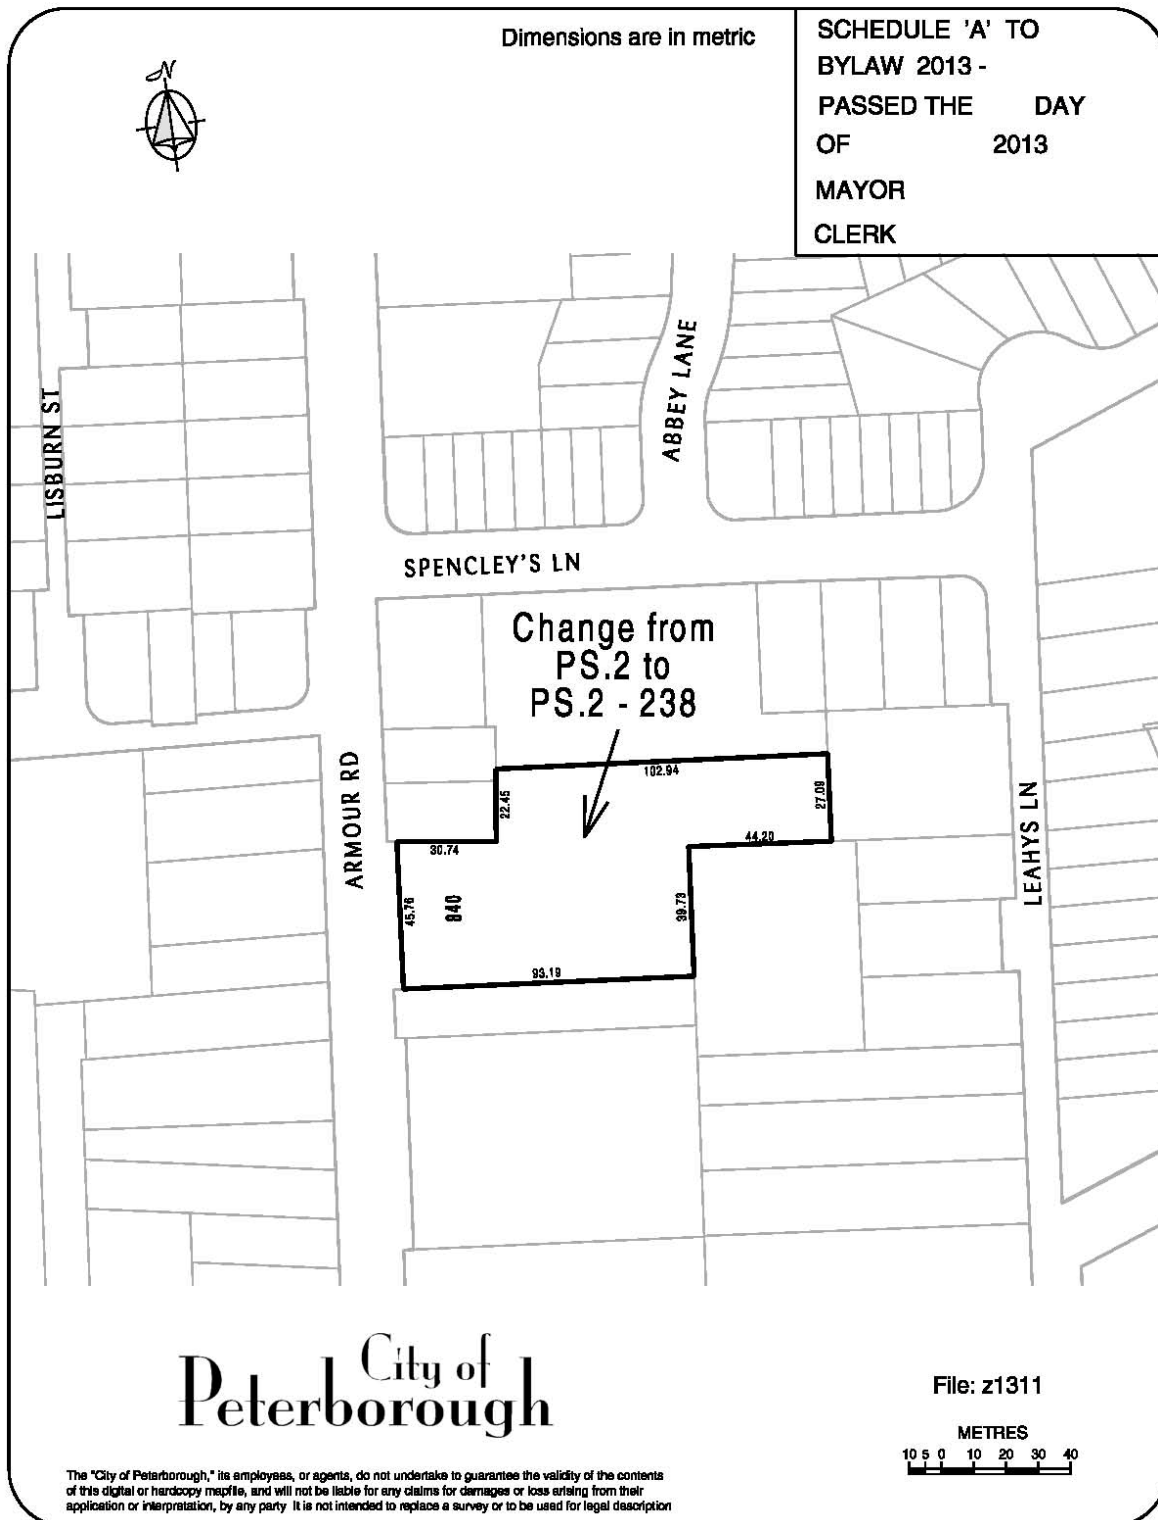 Dimensions are in metric
SCHEDULE 'A' TO
BYLAW 2013 -
PASSED THE DAY
OF 2013
MAYOR
CLERK
N
LISBURN ST
ABBEY LANE
SPENCLEY'S LN
Change from
PS.2 to
PS.2 - 238
ARMOUR RD
LEAHYS LN
102.94
22.45
27.09
30.74
44.20
45.76
840
39.73
93.19
City of
Peterborough
File: z1311
METRES
10 5 0 10 20 30 40
The "City of Peterborough," its employees, or agents, do not undertake to guarantee the validity of the contents
of this digital or hardcopy mapfile, and will not be liable for any claims for damages or loss arising from their
application or interpretation, by any party It is not intended to replace a survey or to be used for legal description